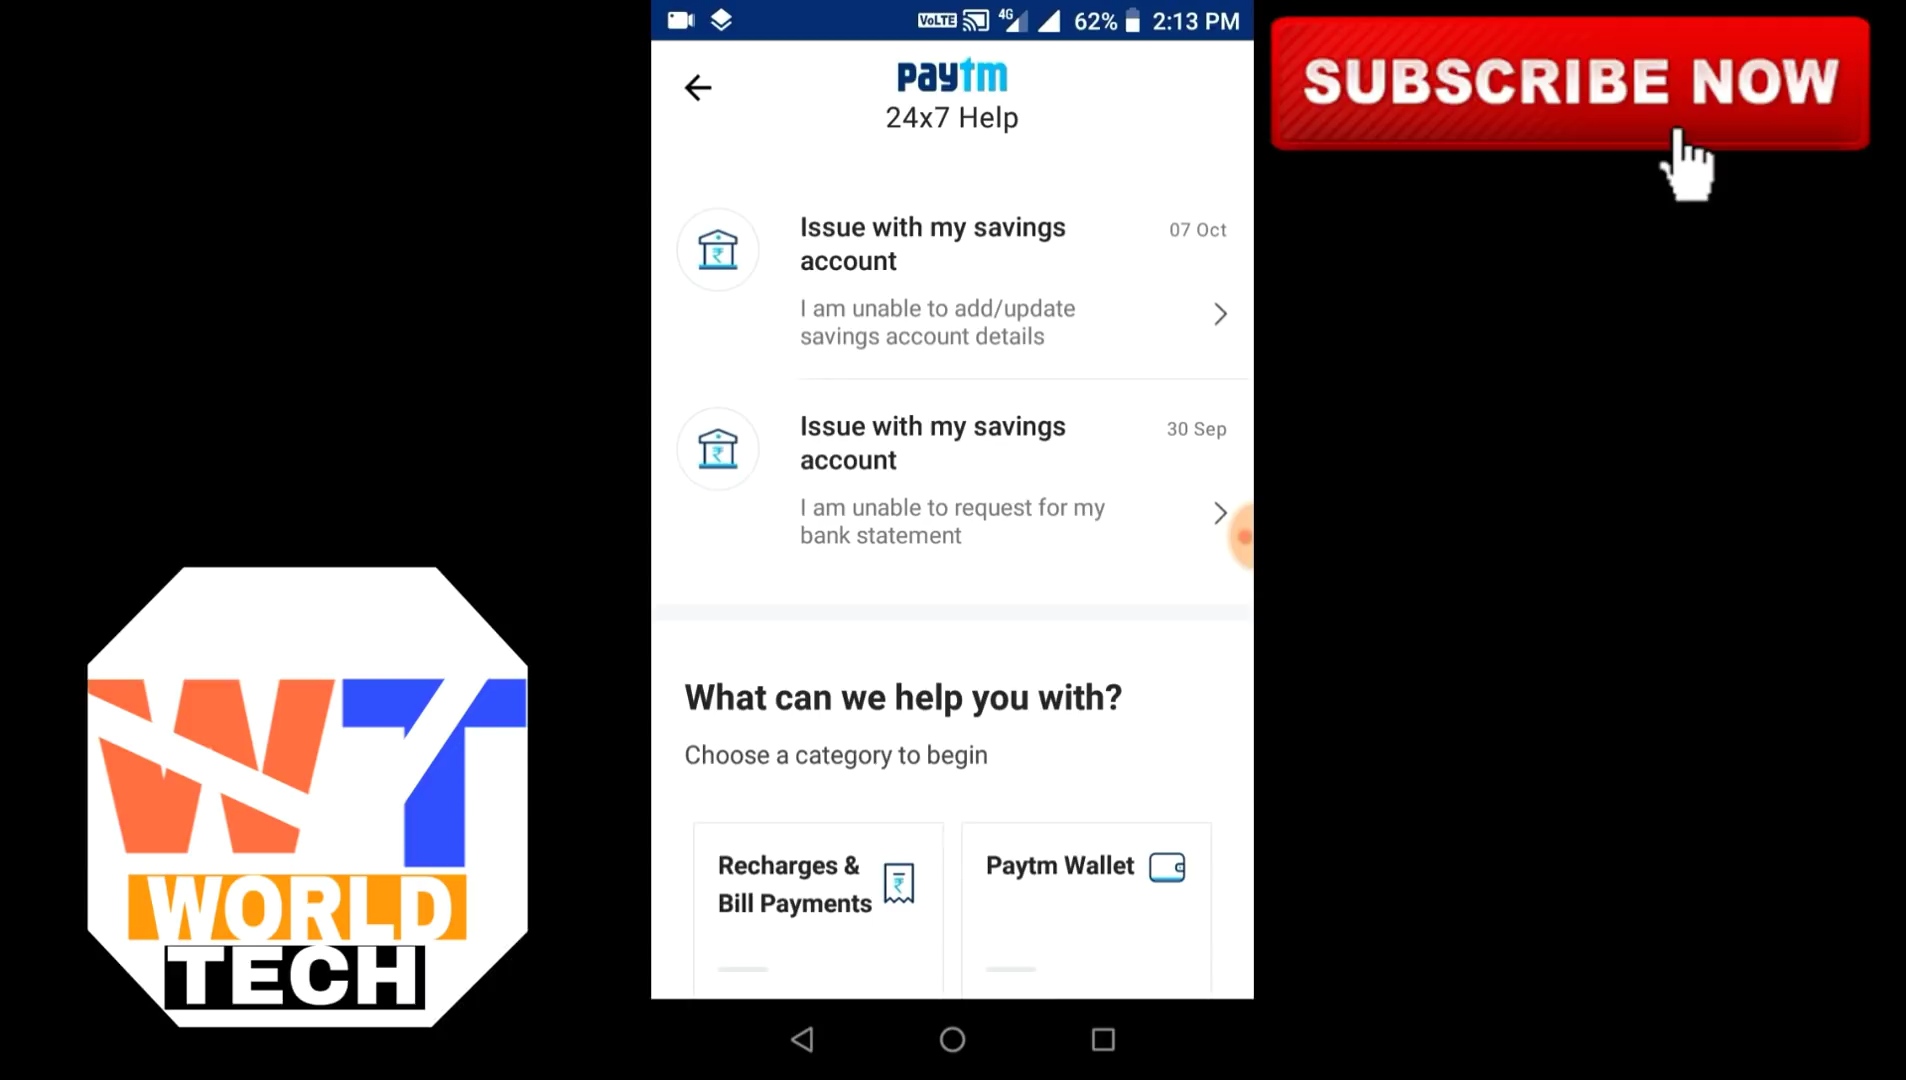 VoLTE 4G 62% 2:13 PM
paytm
24x7 Help
SUBSCRIBE NOW
Issue with my savings
account
07 Oct
I am unable to add/update
savings account details
Issue with my savings
account
30 Sep
I am unable to request for my
bank statement
What can we help you with?
Choose a category to begin
Recharges &
Bill Payments
Paytm Wallet
WT
WORLD
TECH